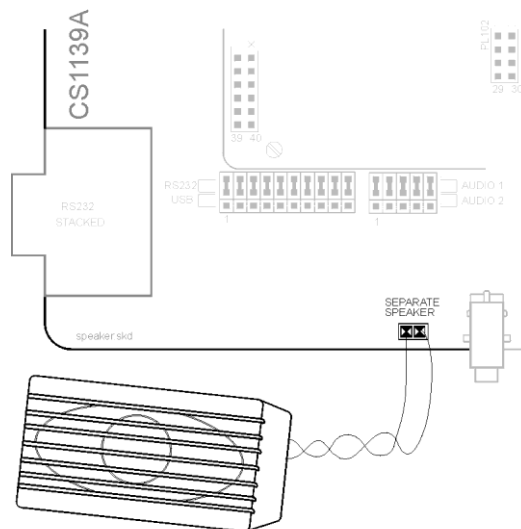 CS1139A
PL102
29 30
39 40
RS232
STACKED
RS232
USB
1
1
AUDIO 1
AUDIO 2
SEPARATE
SPEAKER
speaker skd